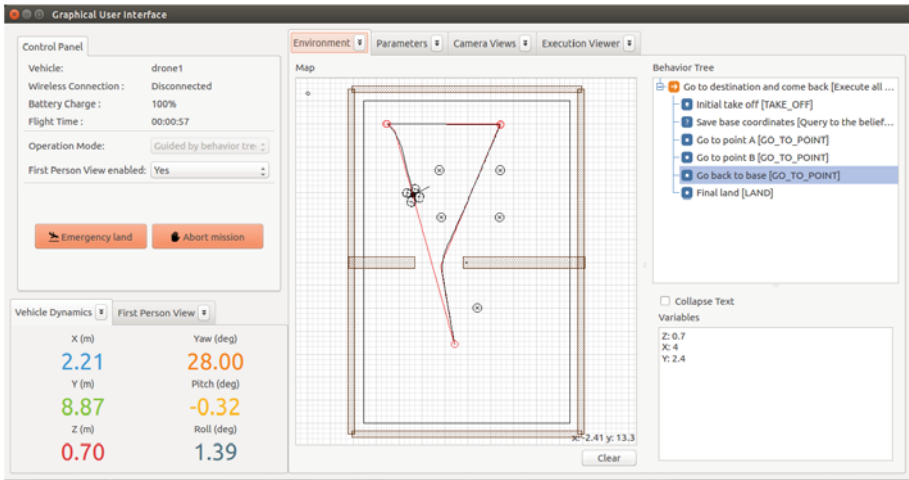 Graphical User Interface
Control Panel
Vehicle: drone1
Wireless Connection : Disconnected
Battery Charge : 100%
Flight Time : 00:00:57
Operation Mode: Guided by behavior tree
First Person View enabled: Yes
Emergency land Abort mission
Vehicle Dynamics First Person View
X (m) Yaw (deg)
2.21 28.00
Y (m) Pitch (deg)
8.87 -0.32
Z (m) Roll (deg)
0.70 1.39
Environment Parameters Camera Views Execution Viewer
Map
x: -2.41 y: 13.3
Clear
Behavior Tree
Go to destination and come back [Execute all ...
Initial take off [TAKE_OFF]
Save base coordinates [Query to the belief...
Go to point A [GO_TO_POINT]
Go to point B [GO_TO_POINT]
Go back to base [GO_TO_POINT]
Final land [LAND]
Collapse Text
Variables
Z: 0.7
X: 4
Y: 2.4